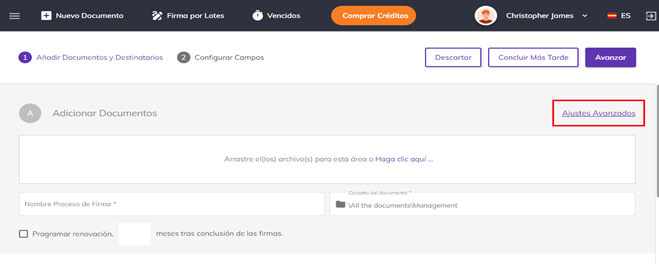 Nuevo Documento Firma por Lotes Vencidos Comprar Créditos Christopher James ES
1 Añadir Documentos y Destinatarios 2 Configurar Campos Descartar Concluir Más Tarde Avanzar
A Adicionar Documentos Ajustes Avanzados
Arrastre el(los) archivo(s) para esta área o Haga clic aquí ...
Carpeta del documento *
Nombre Proceso de Firma * \All the documents\Management
Programar renovación, meses tras conclusión de las firmas.